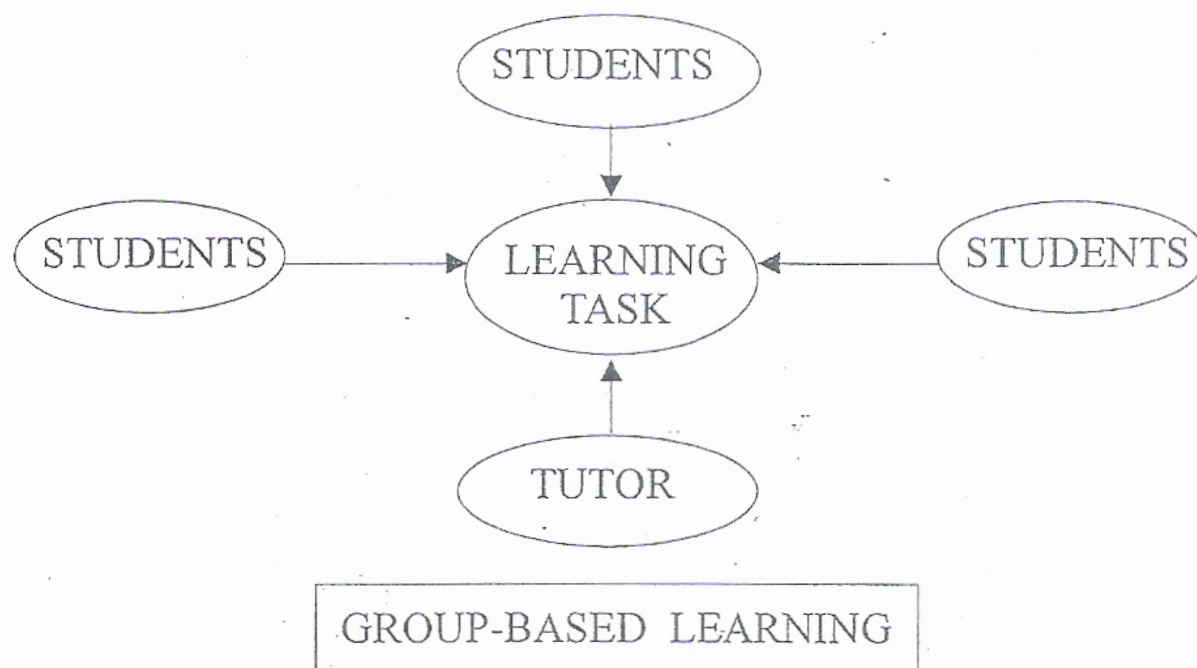 STUDENTS
STUDENTS
LEARNING
TASK
STUDENTS
TUTOR
GROUP-BASED LEARNING